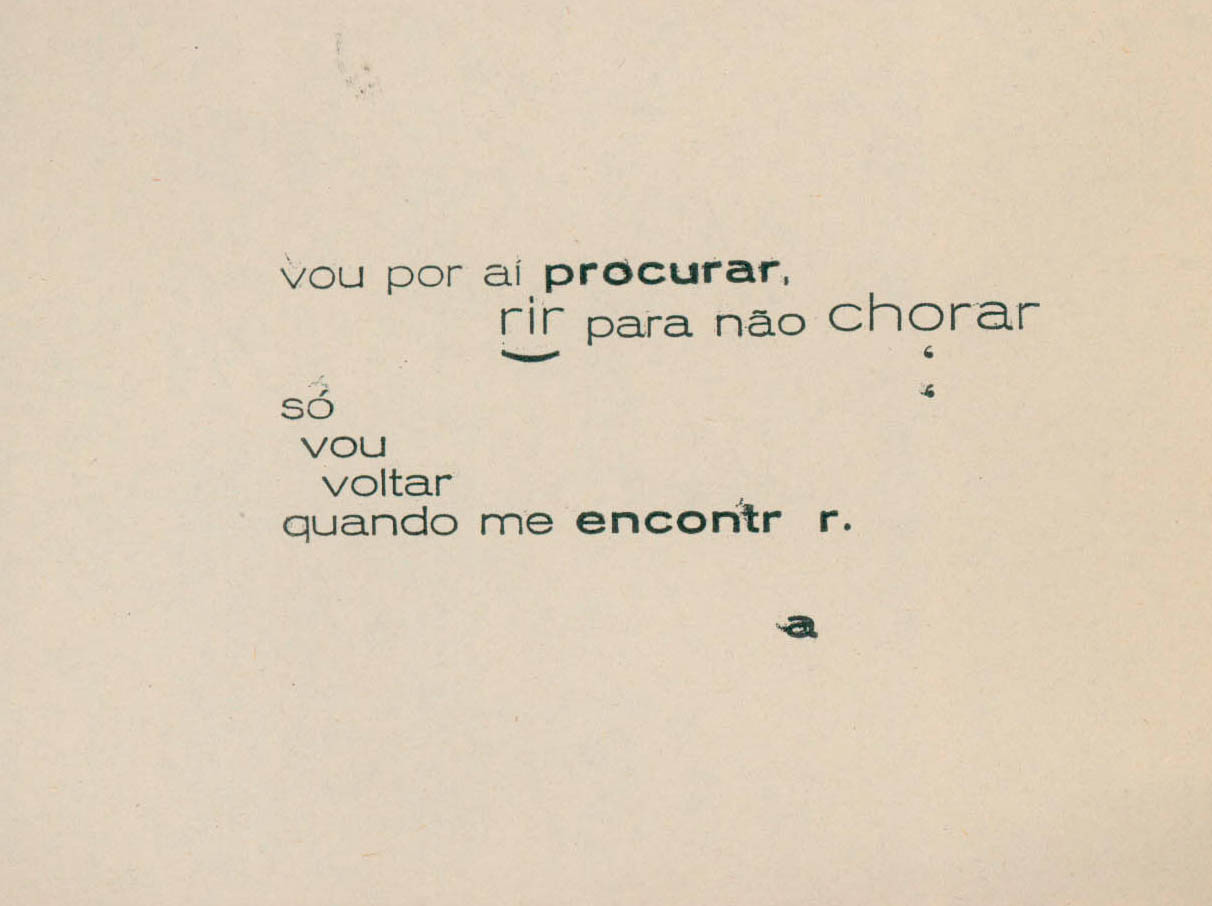 vou por aí procurar,
rir para não chorar
só
vou
voltar
quando me encontr r.
a